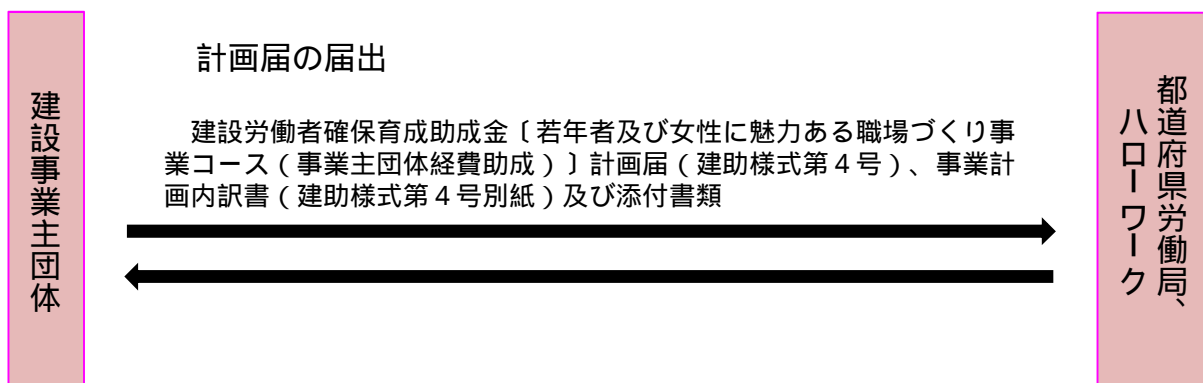 計画届の届出
建設事業主団体
建設労働者確保育成助成金〔若年者及び女性に魅力ある職場づくり事
業コース（事業主団体経費助成）〕計画届（建助様式第４号）、事業計
画内訳書（建助様式第４号別紙）及び添付書類
都道府県労働局、
ハローワーク